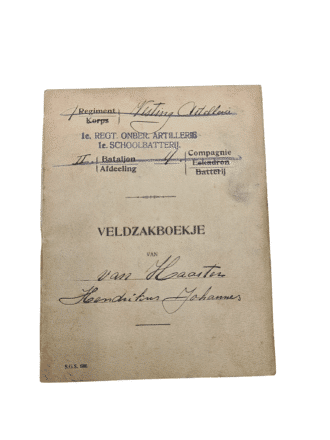 Regiment Vesting Artillerie
Korps
1e. REGT. ONBER. ARTILLERIE
1e. SCHOOLBATTERIJ.
II Bataljon Compagnie
Afdeeling Eskadron
Batterij
VELDZAKBOEKJE
VAN
van Haaster
Hendrikus Johannes